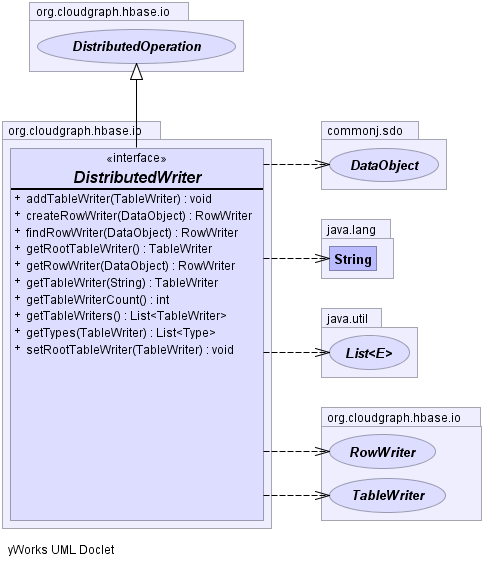 org.cloudgraph.hbase.io
DistributedOperation
org.cloudgraph.hbase.io
«interface»
DistributedWriter
+ addTableWriter(TableWriter) : void
+ createRowWriter(DataObject) : RowWriter
+ findRowWriter(DataObject) : RowWriter
+ getRootTableWriter() : TableWriter
+ getRowWriter(DataObject) : RowWriter
+ getTableWriter(String) : TableWriter
+ getTableWriterCount() : int
+ getTableWriters() : List<TableWriter>
+ getTypes(TableWriter) : List<Type>
+ setRootTableWriter(TableWriter) : void
commonj.sdo
DataObject
java.lang
String
java.util
List<E>
org.cloudgraph.hbase.io
RowWriter
TableWriter
yWorks UML Doclet